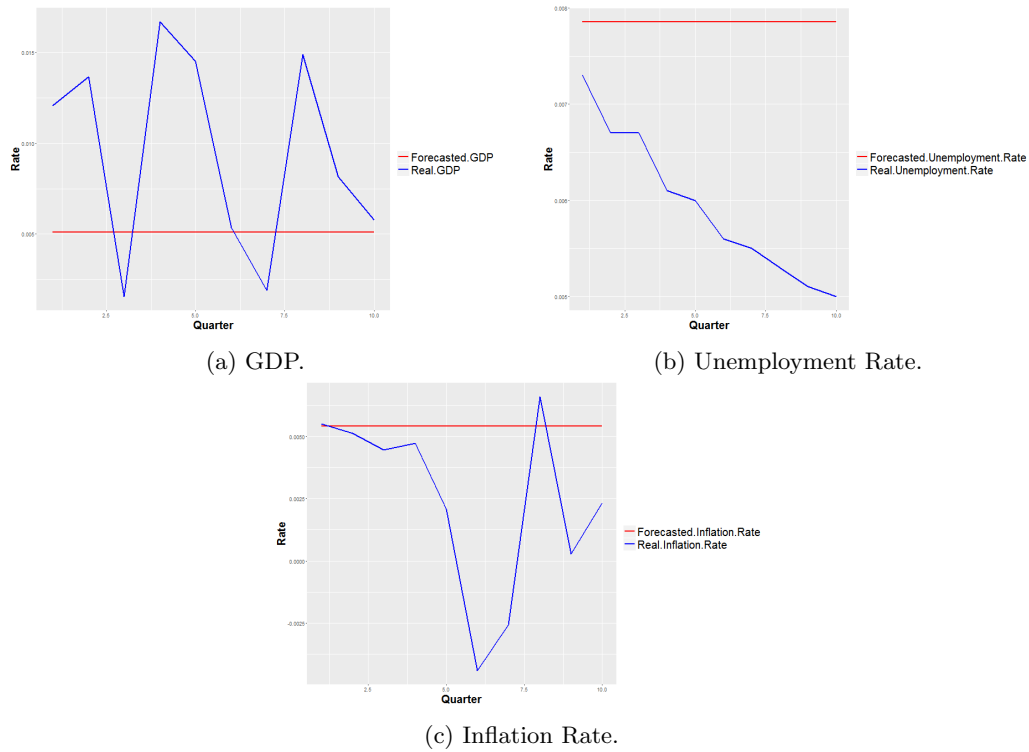 0.015
0.010
0.005
Rate
2.5
5.0
7.5
10.0
Quarter
Forecasted.GDP
Real.GDP
(a) GDP.
0.008
0.007
0.006
0.005
Rate
2.5
5.0
7.5
10.0
Quarter
Forecasted.Unemployment.Rate
Real.Unemployment.Rate
(b) Unemployment Rate.
0.0050
0.0025
0.0000
-0.0025
Rate
2.5
5.0
7.5
10.0
Quarter
Forecasted.Inflation.Rate
Real.Inflation.Rate
(c) Inflation Rate.